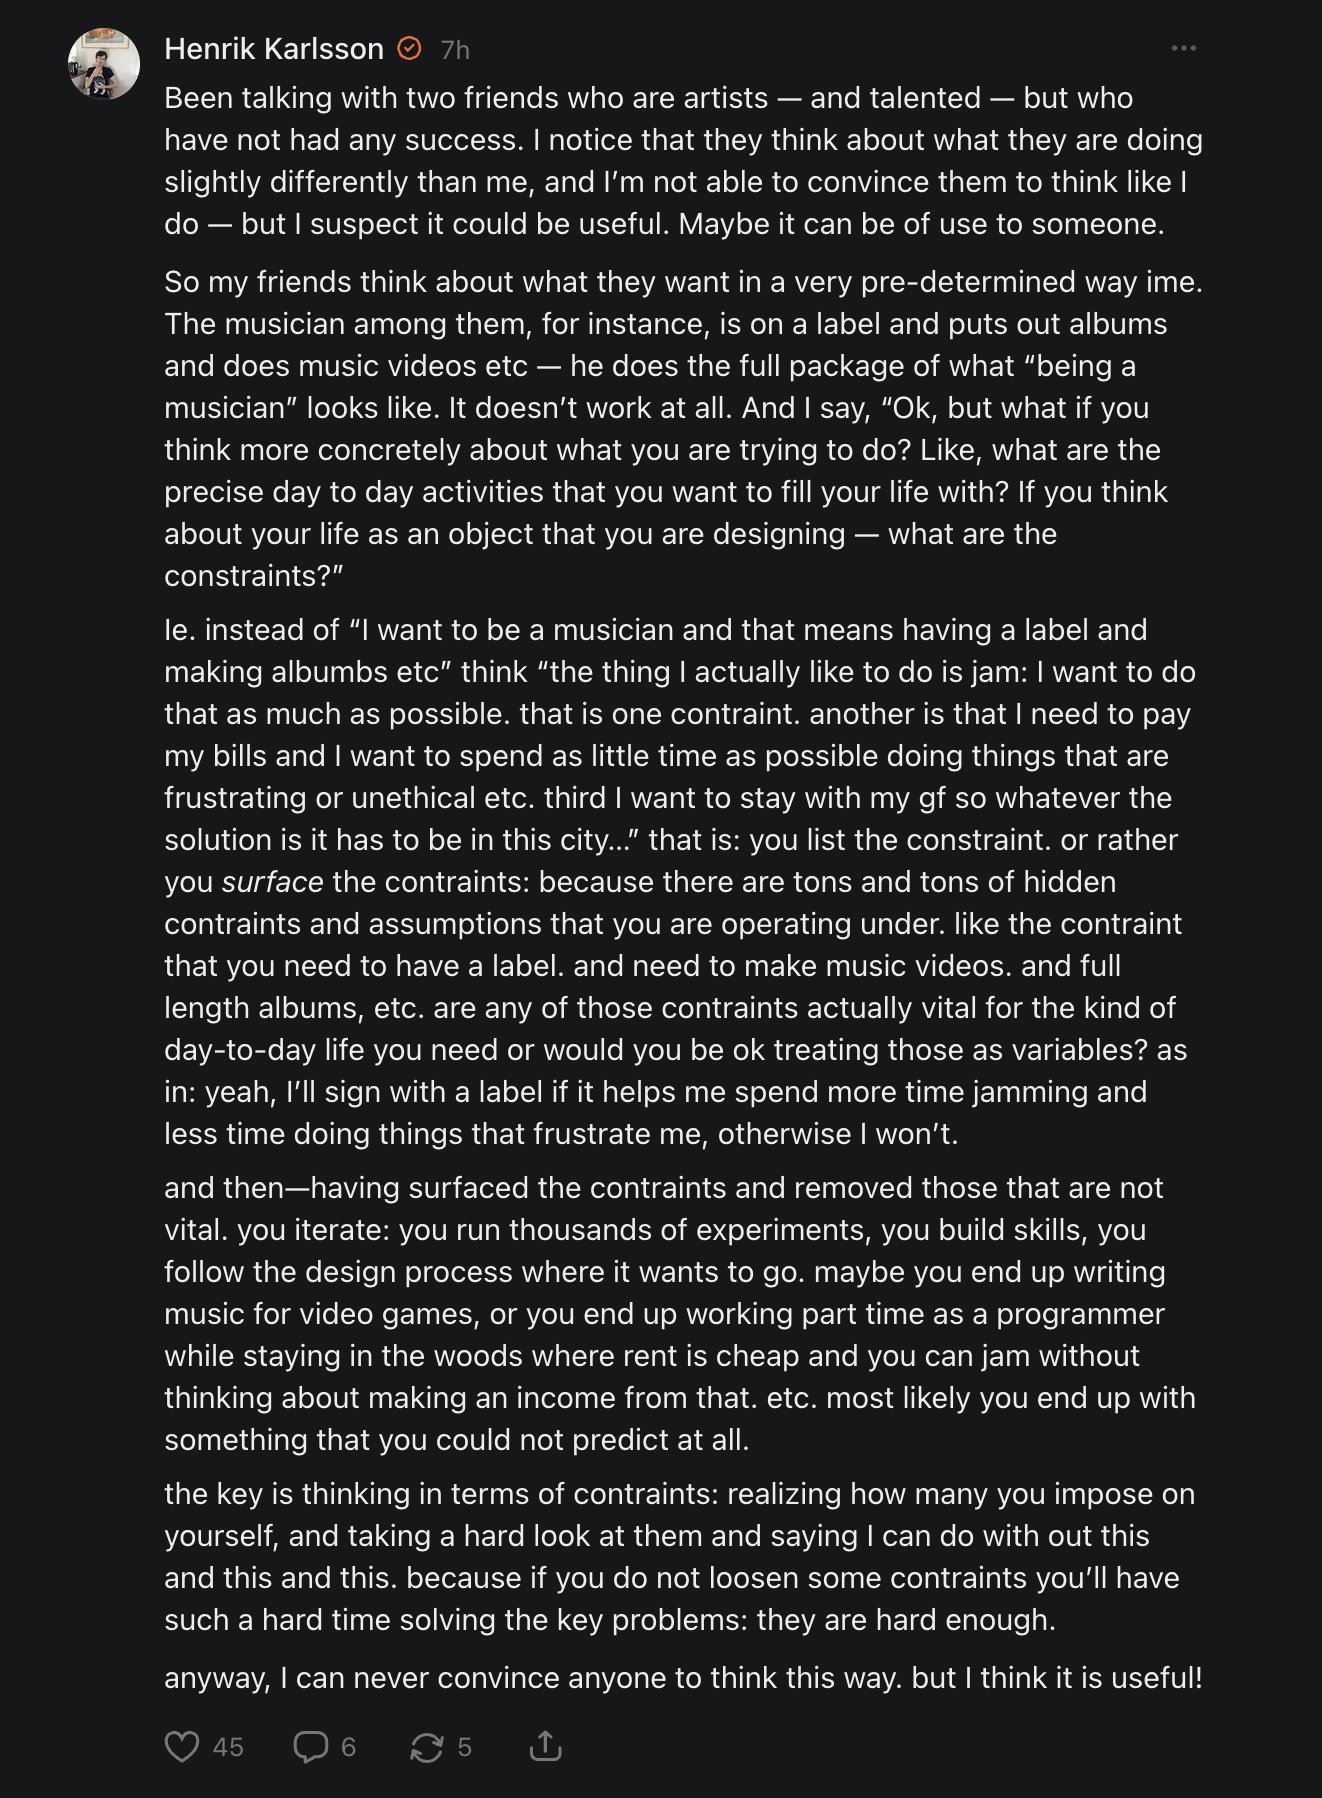 Henrik Karlsson 7h
Been talking with two friends who are artists — and talented — but who
have not had any success. I notice that they think about what they are doing
slightly differently than me, and I’m not able to convince them to think like I
do — but I suspect it could be useful. Maybe it can be of use to someone.
So my friends think about what they want in a very pre-determined way ime.
The musician among them, for instance, is on a label and puts out albums
and does music videos etc — he does the full package of what “being a
musician” looks like. It doesn’t work at all. And I say, “Ok, but what if you
think more concretely about what you are trying to do? Like, what are the
precise day to day activities that you want to fill your life with? If you think
about your life as an object that you are designing — what are the
constraints?”
Ie. instead of “I want to be a musician and that means having a label and
making albumbs etc” think “the thing I actually like to do is jam: I want to do
that as much as possible. that is one contraint. another is that I need to pay
my bills and I want to spend as little time as possible doing things that are
frustrating or unethical etc. third I want to stay with my gf so whatever the
solution is it has to be in this city...” that is: you list the constraint. or rather
you surface the contraints: because there are tons and tons of hidden
contraints and assumptions that you are operating under. like the contraint
that you need to have a label. and need to make music videos. and full
length albums, etc. are any of those contraints actually vital for the kind of
day-to-day life you need or would you be ok treating those as variables? as
in: yeah, I’ll sign with a label if it helps me spend more time jamming and
less time doing things that frustrate me, otherwise I won’t.
and then—having surfaced the contraints and removed those that are not
vital. you iterate: you run thousands of experiments, you build skills, you
follow the design process where it wants to go. maybe you end up writing
music for video games, or you end up working part time as a programmer
while staying in the woods where rent is cheap and you can jam without
thinking about making an income from that. etc. most likely you end up with
something that you could not predict at all.
the key is thinking in terms of contraints: realizing how many you impose on
yourself, and taking a hard look at them and saying I can do with out this
and this and this. because if you do not loosen some contraints you’ll have
such a hard time solving the key problems: they are hard enough.
anyway, I can never convince anyone to think this way. but I think it is useful!
45 6 5